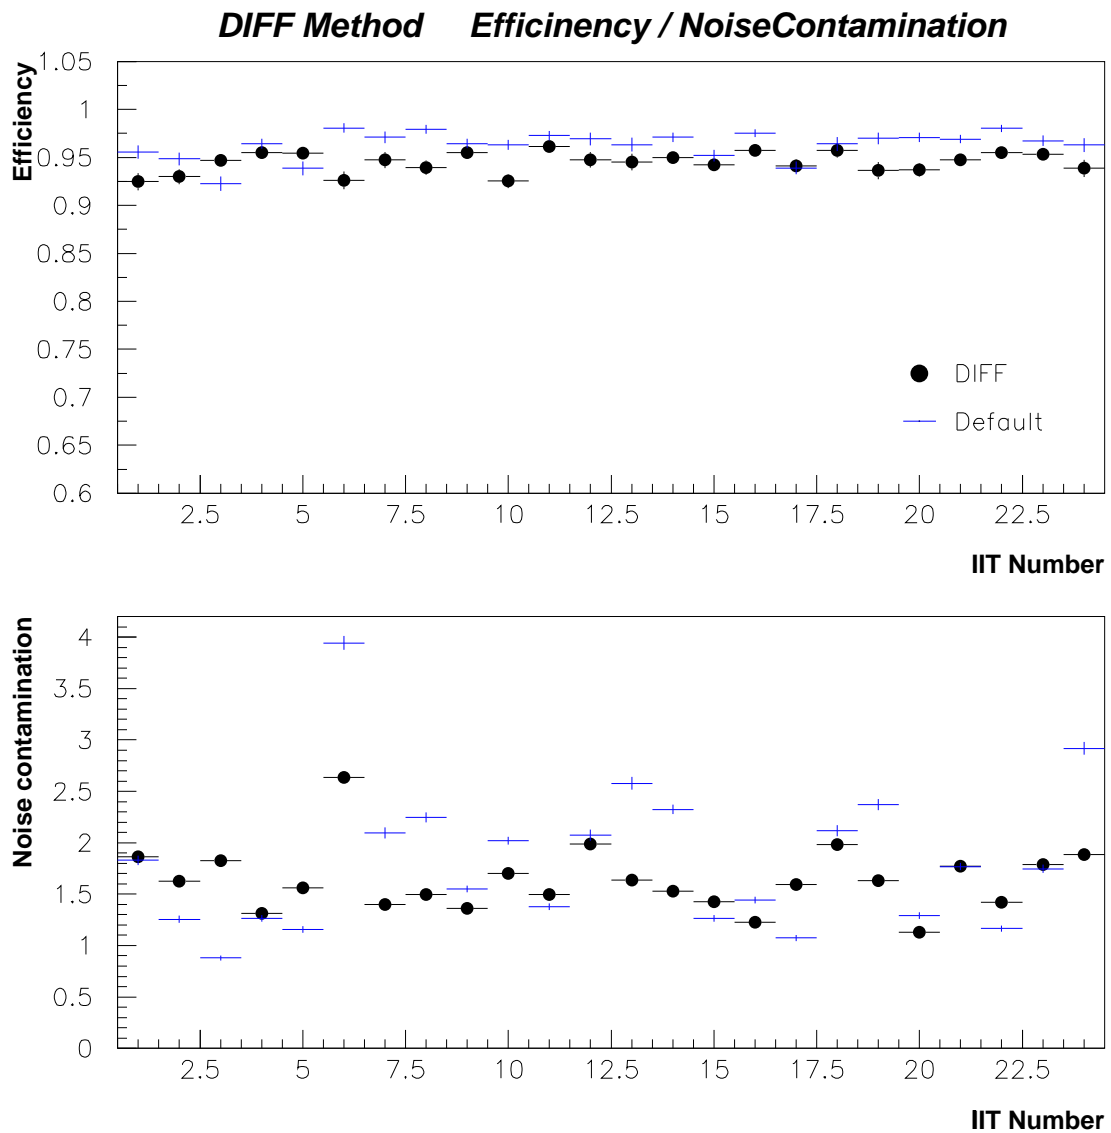 DIFF Method Efficinency / NoiseContamination
Efficiency
1.05
1
0.95
0.9
0.85
0.8
0.75
0.7
0.65
0.6
DIFF
Default
2.5 5 7.5 10 12.5 15 17.5 20 22.5
IIT Number
Noise contamination
4
3.5
3
2.5
2
1.5
1
0.5
0
2.5 5 7.5 10 12.5 15 17.5 20 22.5
IIT Number